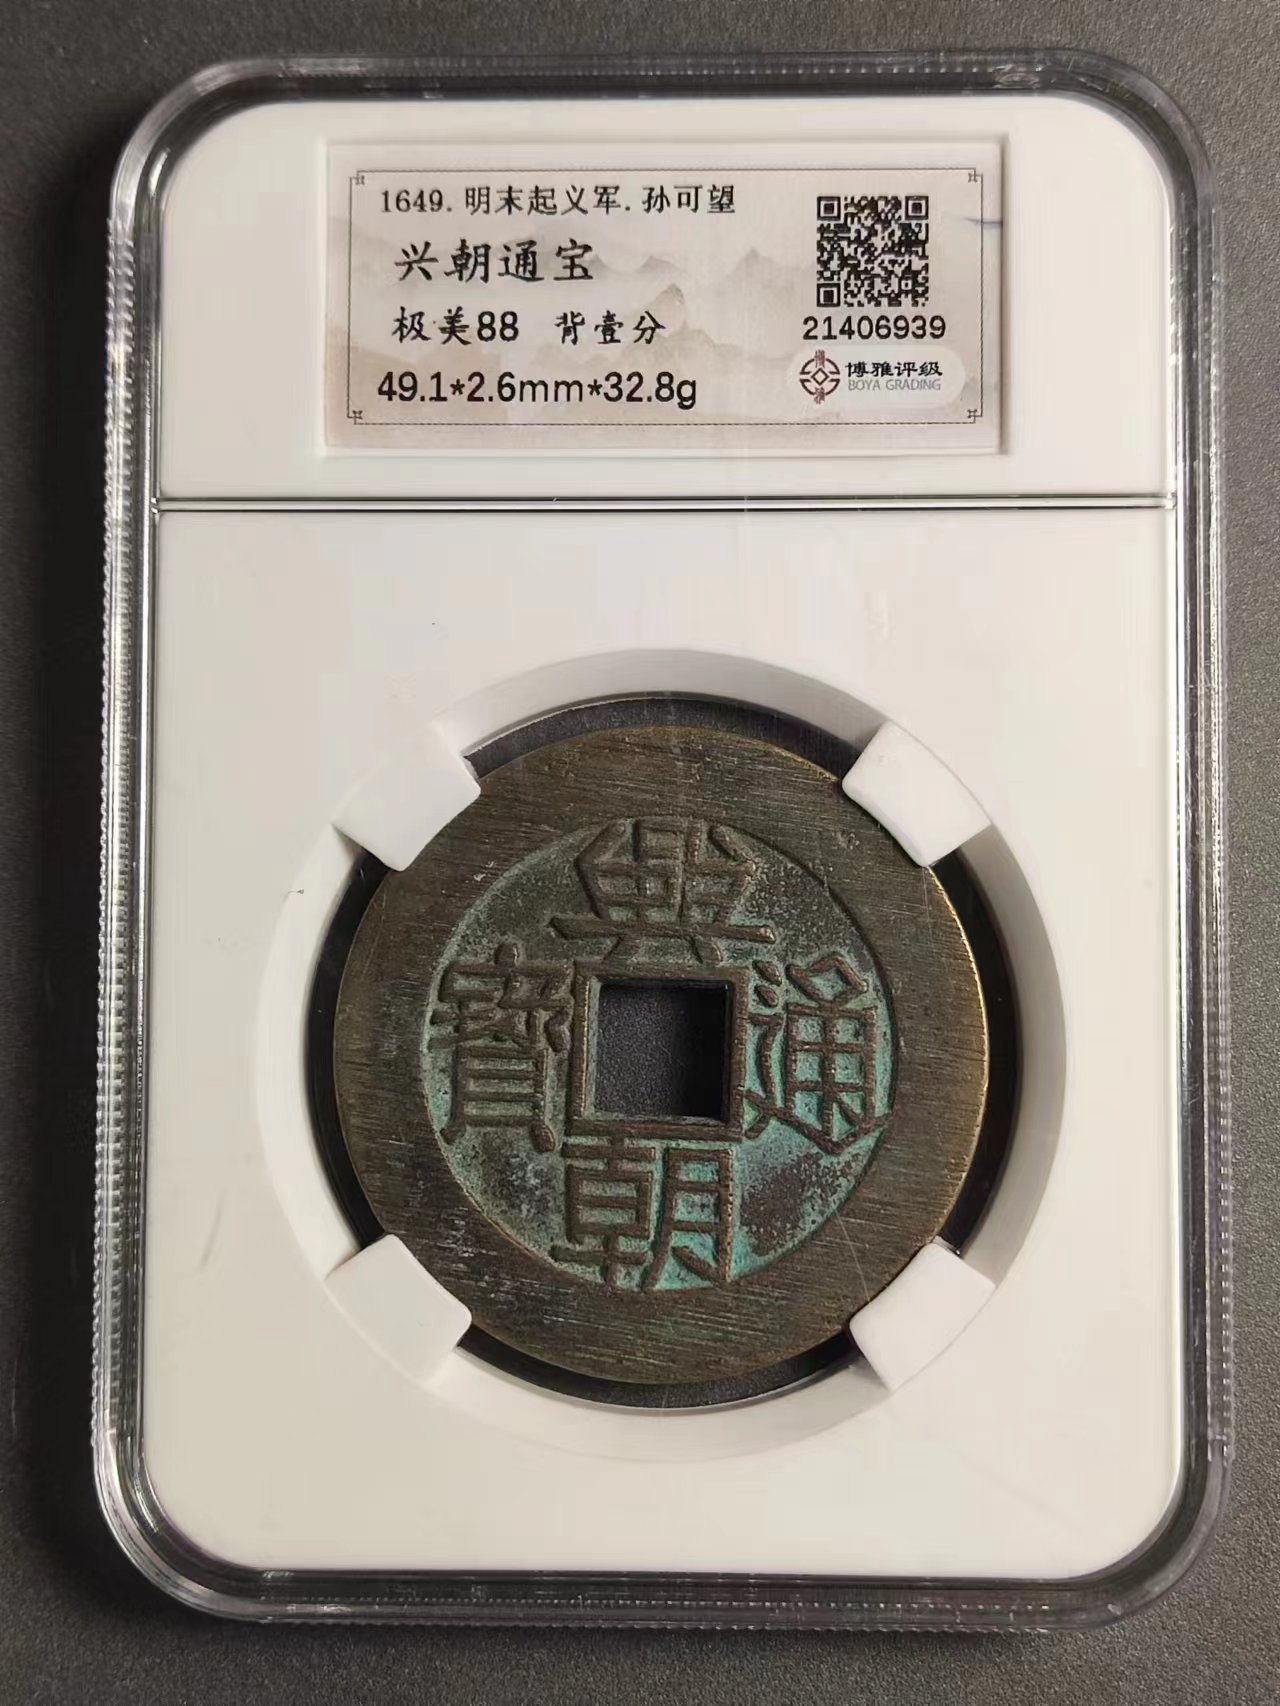 1649.明末起义军.孙可望
兴朝通宝
极美88 背壹分
49.1*2.6mm*32.8g
21406939
博雅评级
BOYA GRADING
興
寶 通
朝